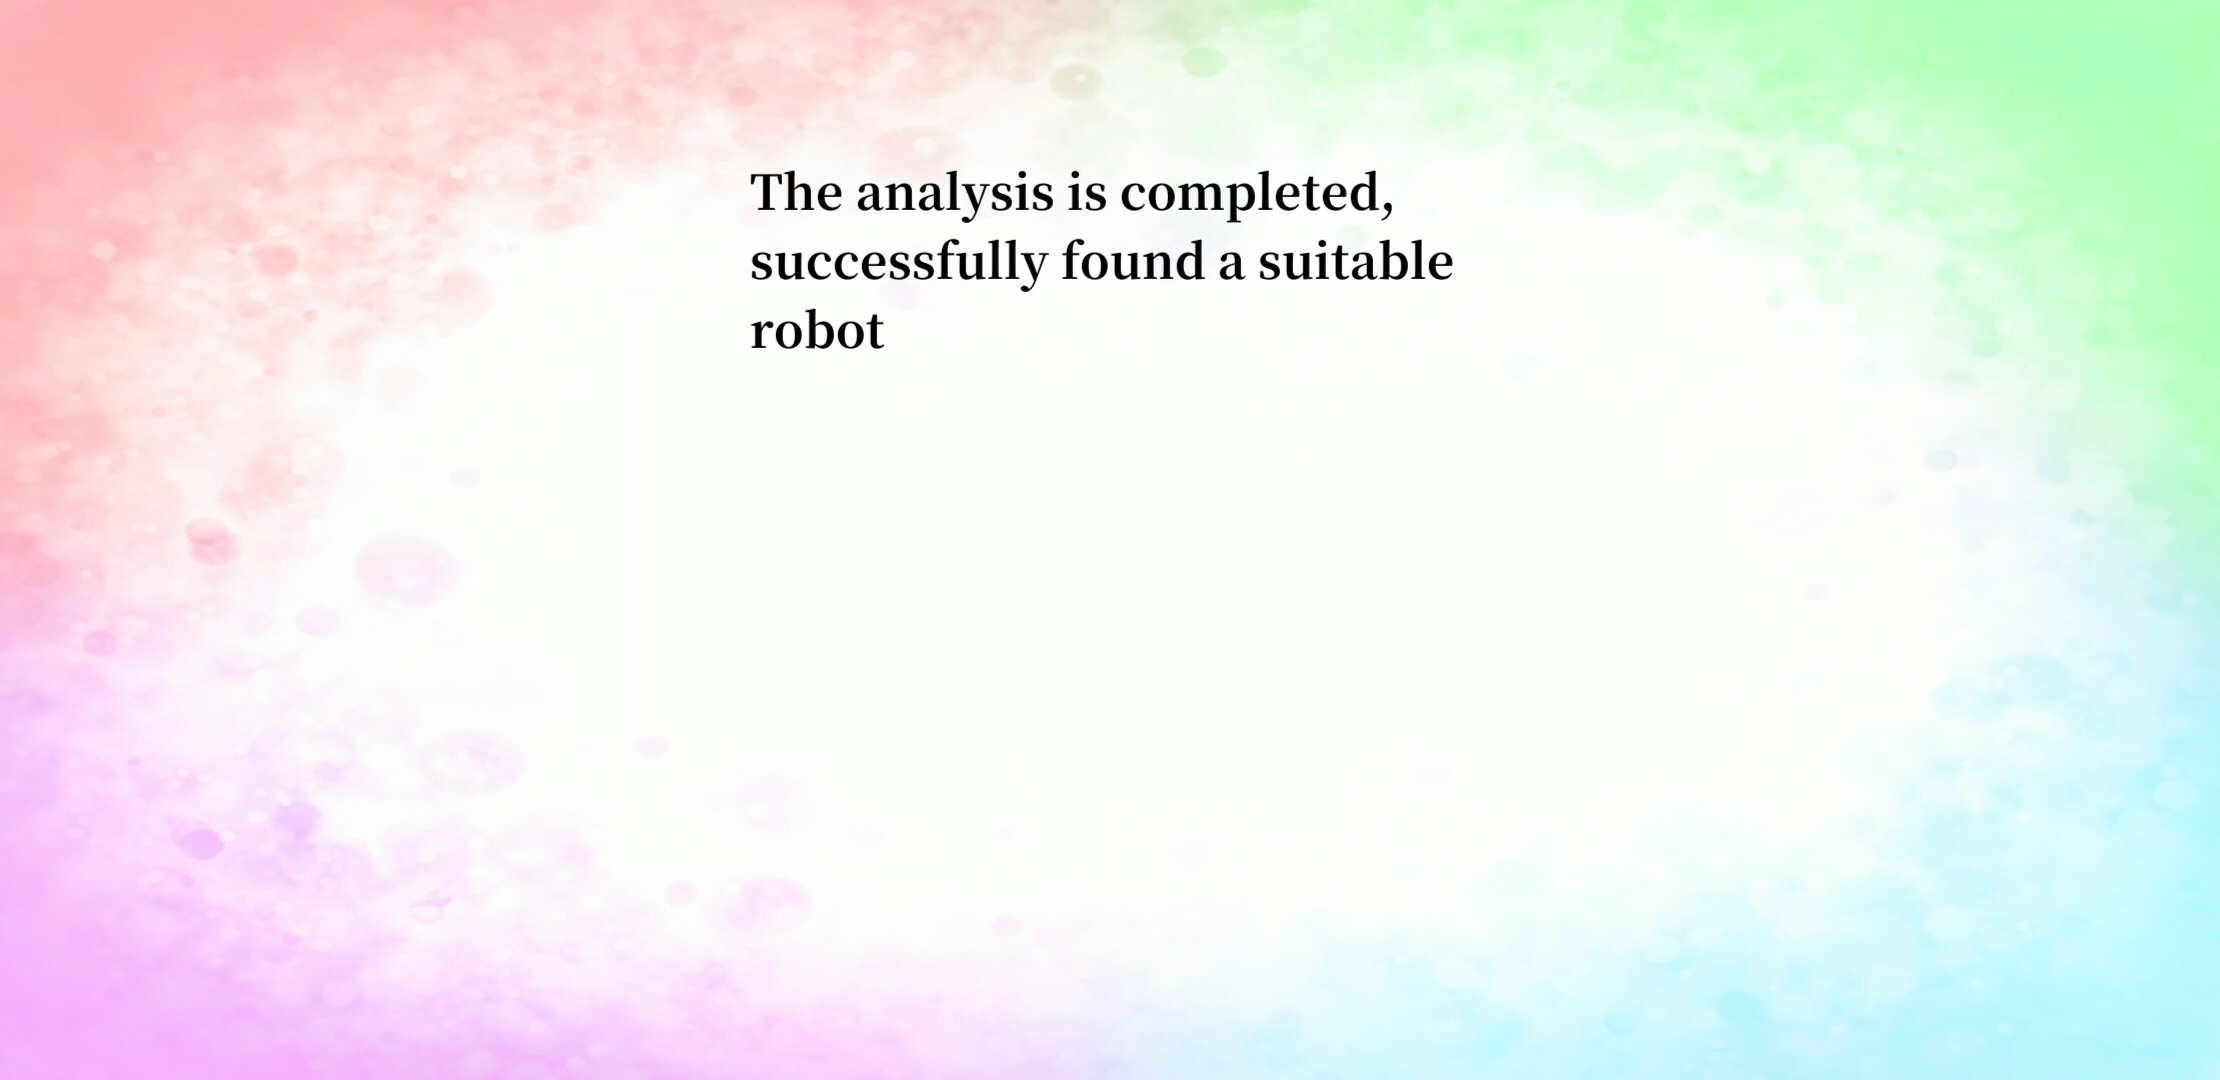 The analysis is completed,
successfully found a suitable
robot